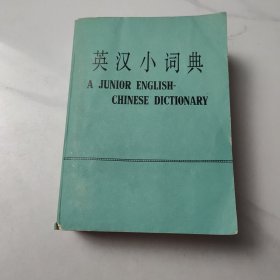 英汉小词典
A JUNIOR ENGLISH-
CHINESE DICTIONARY